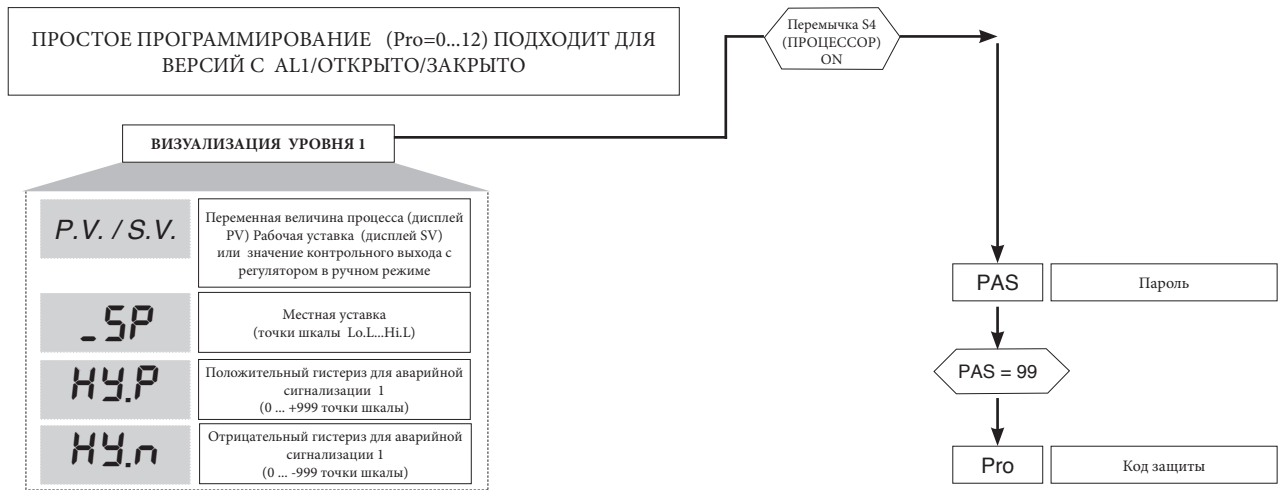 ПРОСТОЕ ПРОГРАММИРОВАНИЕ (Pro=0...12) ПОДХОДИТ ДЛЯ
ВЕРСИЙ С AL1/ОТКРЫТО/ЗАКРЫТО
Перемычка S4
(ПРОЦЕССОР)
ON
ВИЗУАЛИЗАЦИЯ УРОВНЯ 1
P.V. / S.V.
Переменная величина процесса (дисплей
PV) Рабочая уставка (дисплей SV)
или значение контрольного выхода с
регулятором в ручном режиме
_SP
Местная уставка
(точки шкалы Lo.L...Hi.L)
HY.P
Положительный гистериз для аварийной
сигнализации 1
(0 ... +999 точки шкалы)
HY.n
Отрицательный гистериз для аварийной
сигнализации 1
(0 ... -999 точки шкалы)
PAS
Пароль
PAS = 99
Pro
Код защиты